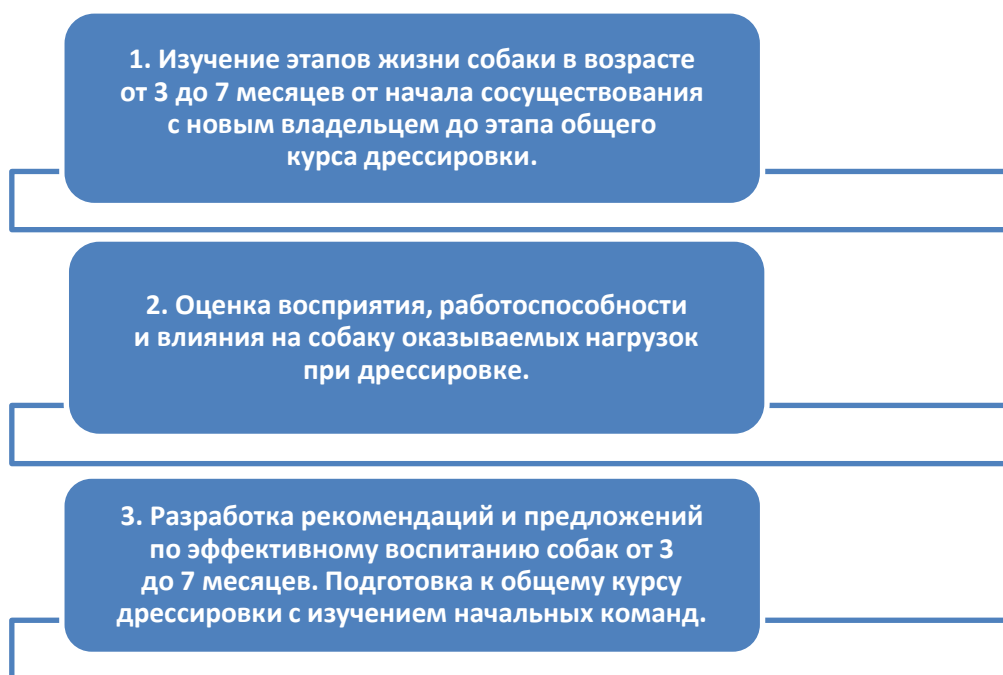 1. Изучение этапов жизни собаки в возрасте
от 3 до 7 месяцев от начала сосуществования
с новым владельцем до этапа общего
курса дрессировки.
2. Оценка восприятия, работоспособности
и влияния на собаку оказываемых нагрузок
при дрессировке.
3. Разработка рекомендаций и предложений
по эффективному воспитанию собак от 3
до 7 месяцев. Подготовка к общему курсу
дрессировки с изучением начальных команд.